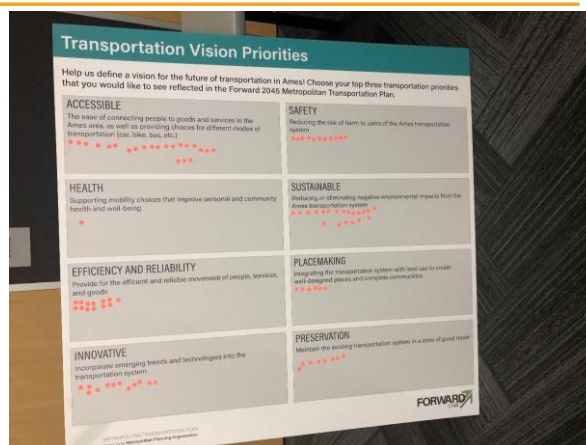 Transportation Vision Priorities
Help us define a vision for the future of transportation in Ames! Choose your top three transportation priorities
that you would like to see reflected in the Forward 2045 Metropolitan Transportation Plan.
ACCESSIBLE
The ease of connecting people to goods and services in the
Ames area, as well as providing choices for different modes of
transportation (car, bike, bus, etc.)
SAFETY
Reducing the risk of harm to users of the Ames transportation
system
HEALTH
Supporting mobility choices that improve personal and community
health and well-being
SUSTAINABLE
Reducing or eliminating negative environmental impacts from the
Ames transportation system
EFFICIENCY AND RELIABILITY
Provide for the efficient and reliable movement of people, services,
and goods
PLACEMAKING
Integrating the transportation system with land use to create
well-designed places and complete communities
INNOVATIVE
Incorporate emerging trends and technologies into the
transportation system
PRESERVATION
Maintain the existing transportation system in a state of good repair
METROPOLITAN TRANSPORTATION PLAN
Metropolitan Planning Organization
FORWARD